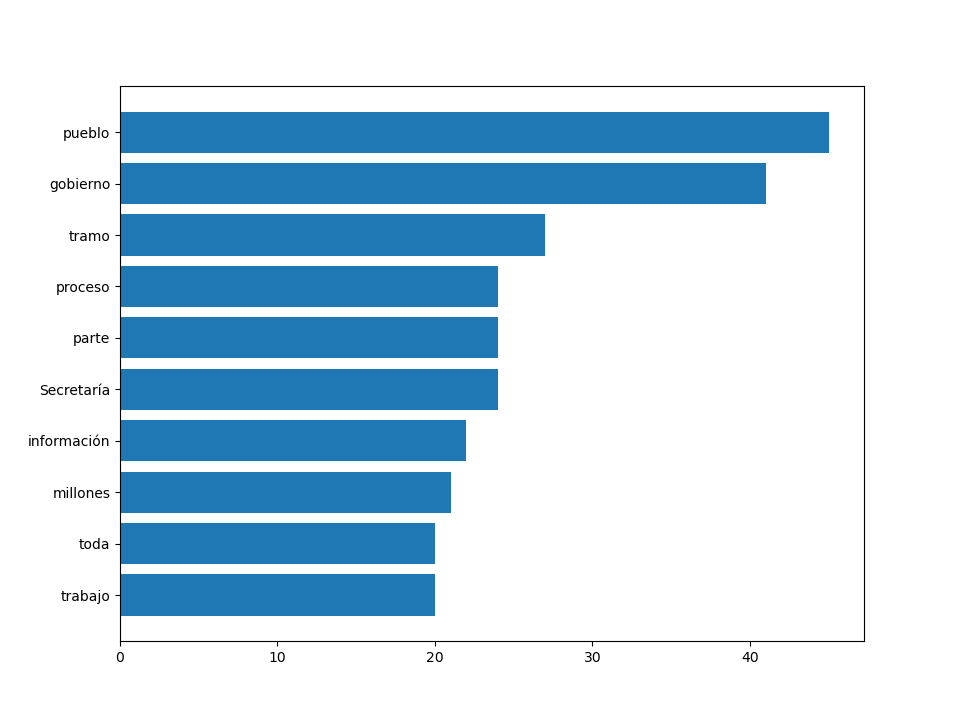 pueblo
gobierno
tramo
proceso
parte
Secretaría
información
millones
toda
trabajo
0 10 20 30 40